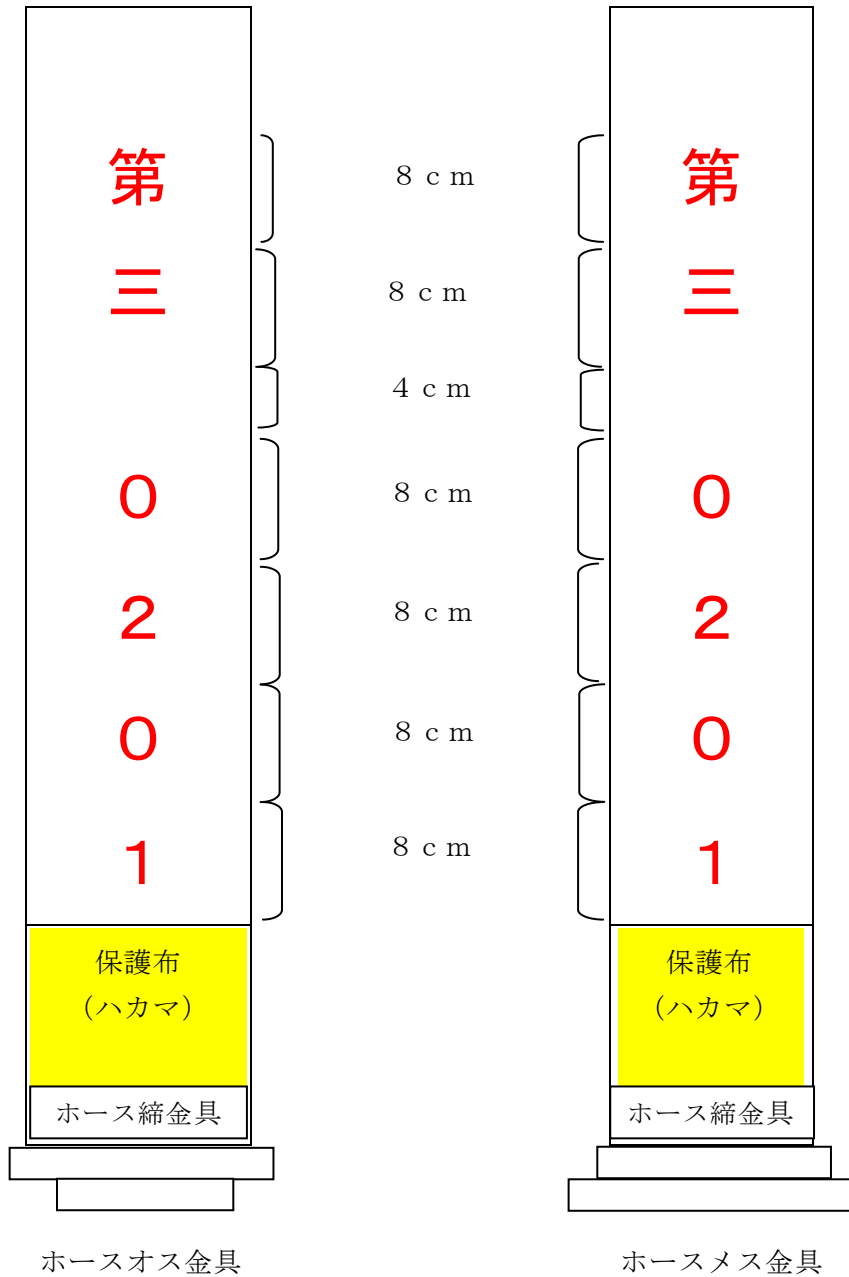 第 8cm 第
三 8cm 三
4cm
0 8cm 0
2 8cm 2
0 8cm 0
1 8cm 1
保護布 保護布
(ハカマ) (ハカマ)
ホース締金具 ホース締金具
ホースオス金具 ホースメス金具